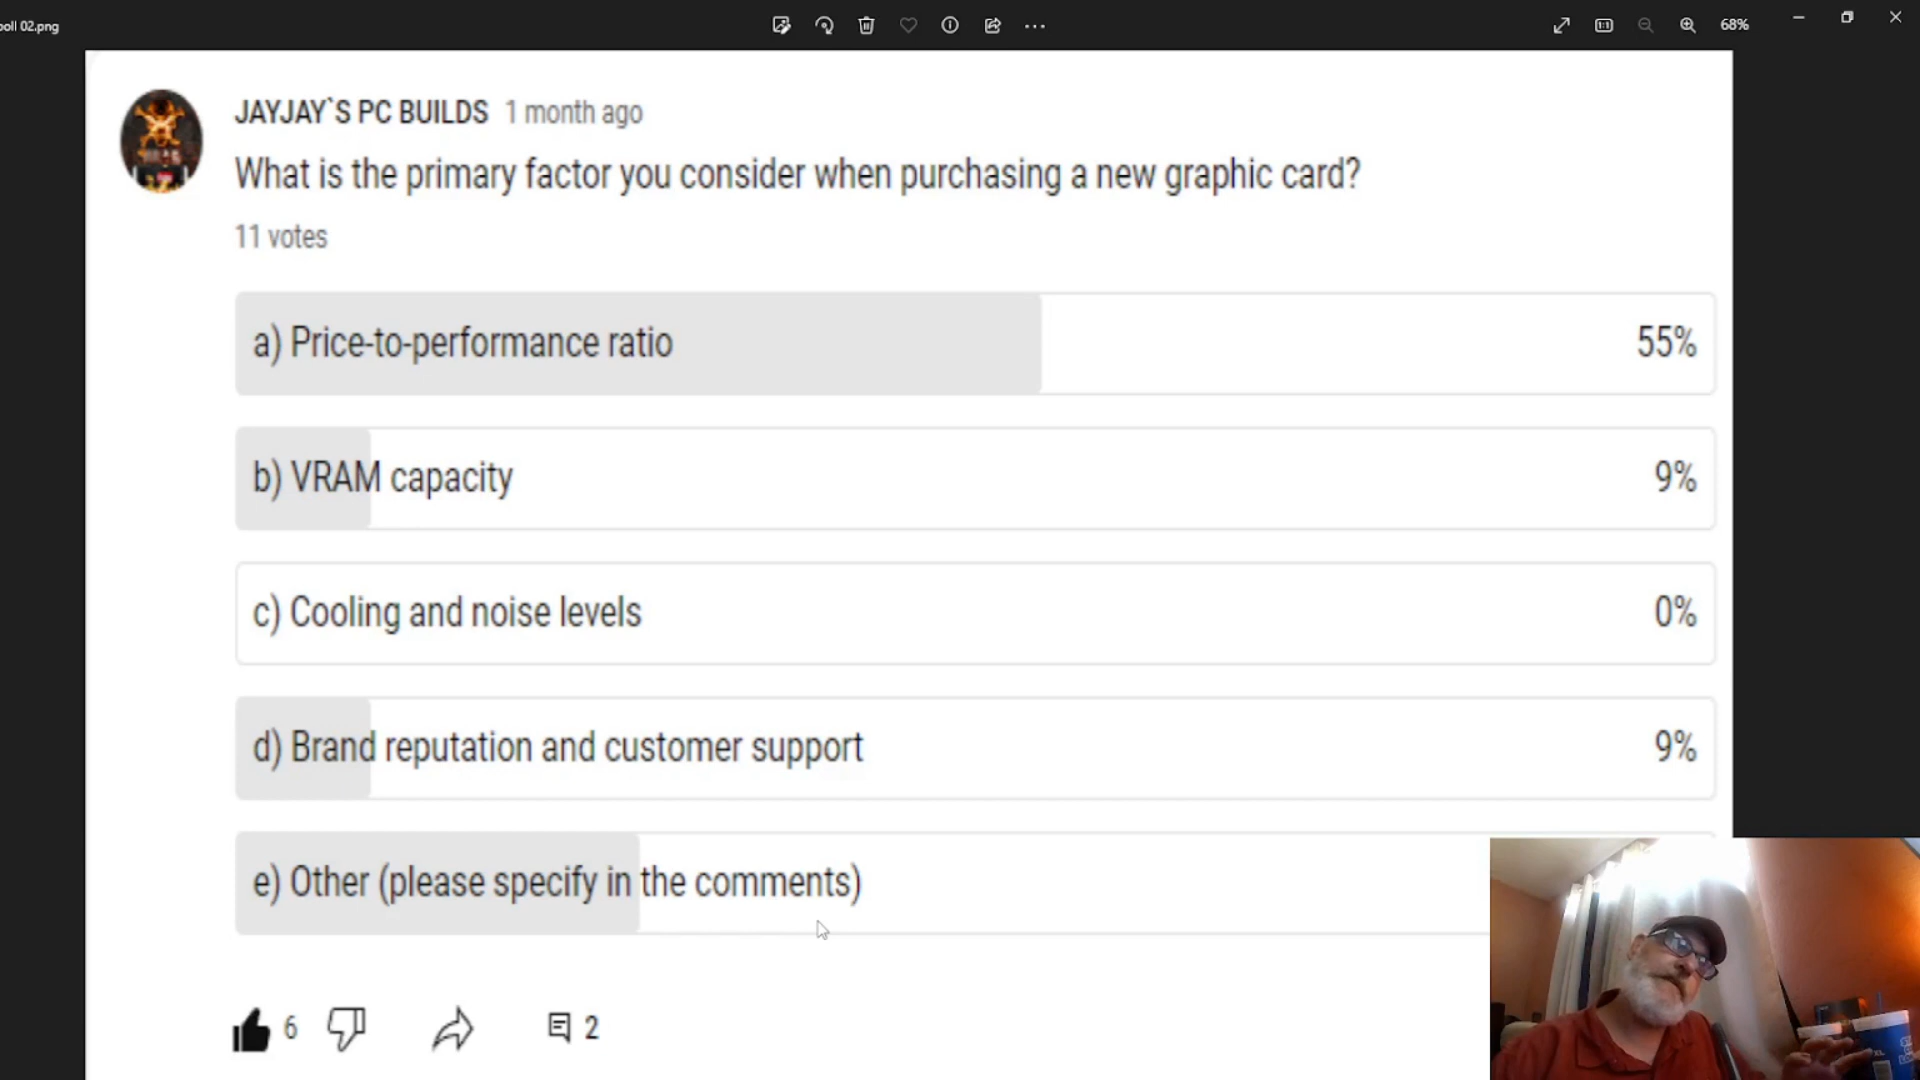 poll 02.png
68%
JAYJAY`S PC BUILDS 1 month ago
What is the primary factor you consider when purchasing a new graphic card?
11 votes
a) Price-to-performance ratio 55%
b) VRAM capacity 9%
c) Cooling and noise levels 0%
d) Brand reputation and customer support 9%
e) Other (please specify in the comments)
6
2